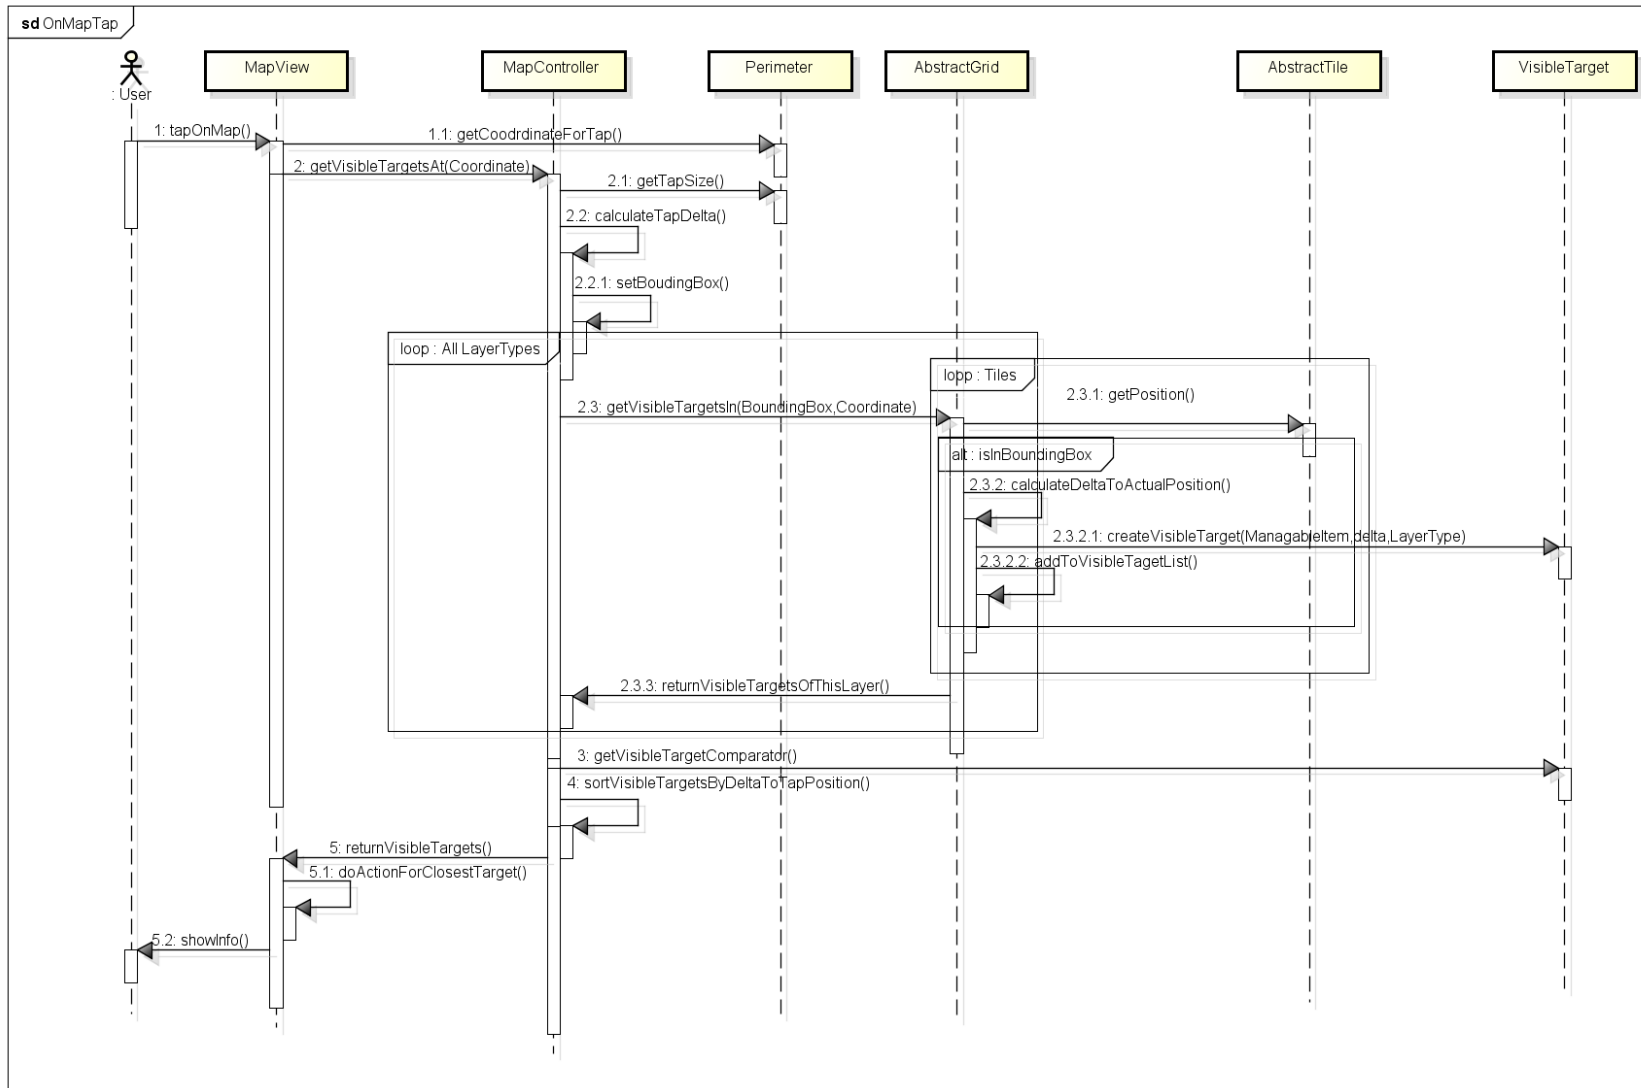 sd OnMapTap
: User
MapView
MapController
Perimeter
AbstractGrid
AbstractTile
VisibleTarget
1: tapOnMap()
1.1: getCoodrdinateForTap()
2: getVisibleTargetsAt(Coordinate)
2.1: getTapSize()
2.2: calculateTapDelta()
2.2.1: setBoudingBox()
loop : All LayerTypes
loop : Tiles
2.3: getVisibleTargetsIn(BoundingBox,Coordinate)
2.3.1: getPosition()
alt : isInBoundingBox
2.3.2: calculateDeltaToActualPosition()
2.3.2.1: createVisibleTarget(ManagableItem,delta,LayerType)
2.3.2.2: addToVisibleTagetList()
2.3.3: returnVisibleTargetsOfThisLayer()
3: getVisibleTargetComparator()
4: sortVisibleTargetsByDeltaToTapPosition()
5: returnVisibleTargets()
5.1: doActionForClosestTarget()
5.2: showInfo()